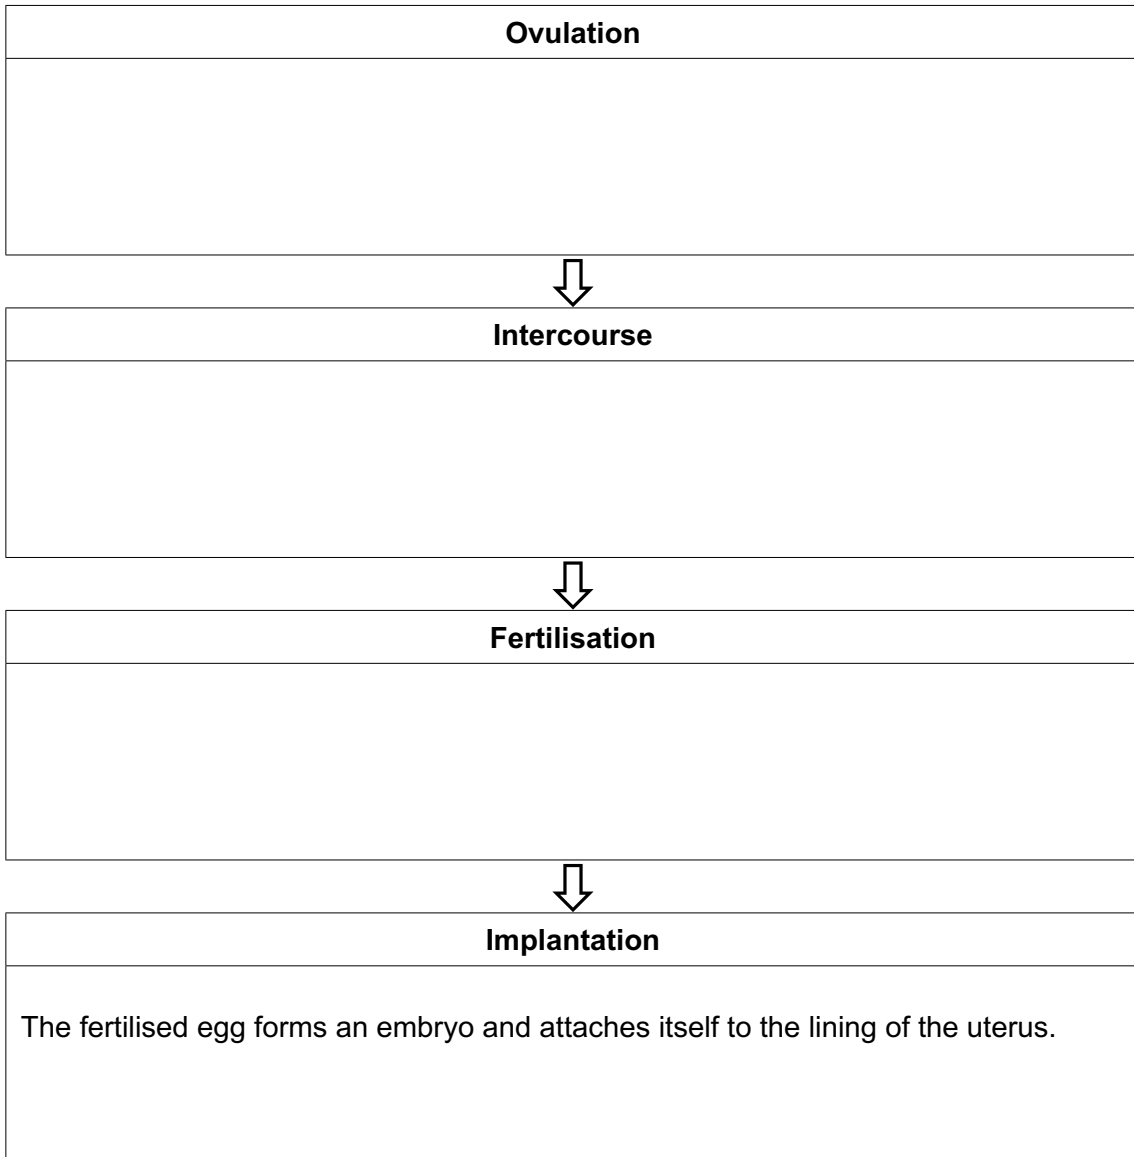 Ovulation
Intercourse
Fertilisation
Implantation
The fertilised egg forms an embryo and attaches itself to the lining of the uterus.